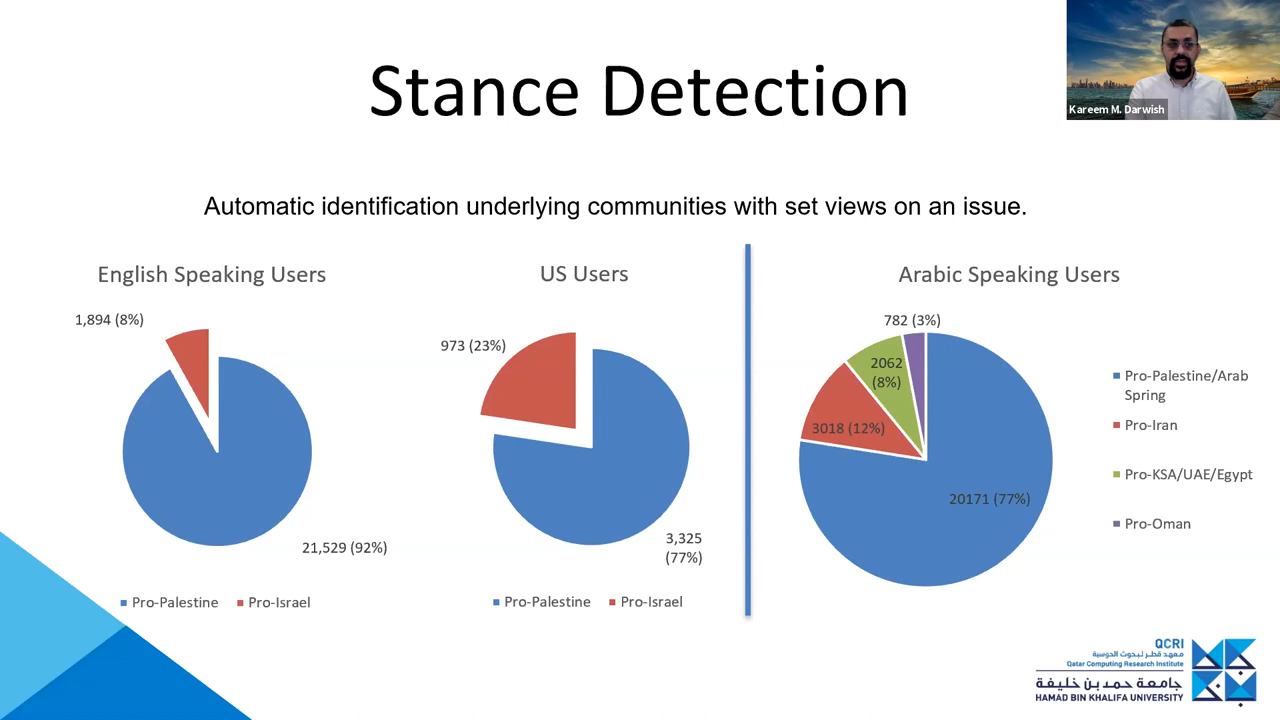 Stance Detection
Kareem M. Darwish
Automatic identification underlying communities with set views on an issue.
English Speaking Users
1,894 (8%)
21,529 (92%)
Pro-Palestine
Pro-Israel
US Users
973 (23%)
3,325
(77%)
Pro-Palestine
Pro-Israel
Arabic Speaking Users
782 (3%)
2062
(8%)
3018 (12%)
20171 (77%)
Pro-Palestine/Arab
Spring
Pro-Iran
Pro-KSA/UAE/Egypt
Pro-Oman
QCRI
معهد قطر لبحوث الحوسبة
Qatar Computing Research Institute
جامعة حمد بن خليفة
HAMAD BIN KHALIFA UNIVERSITY